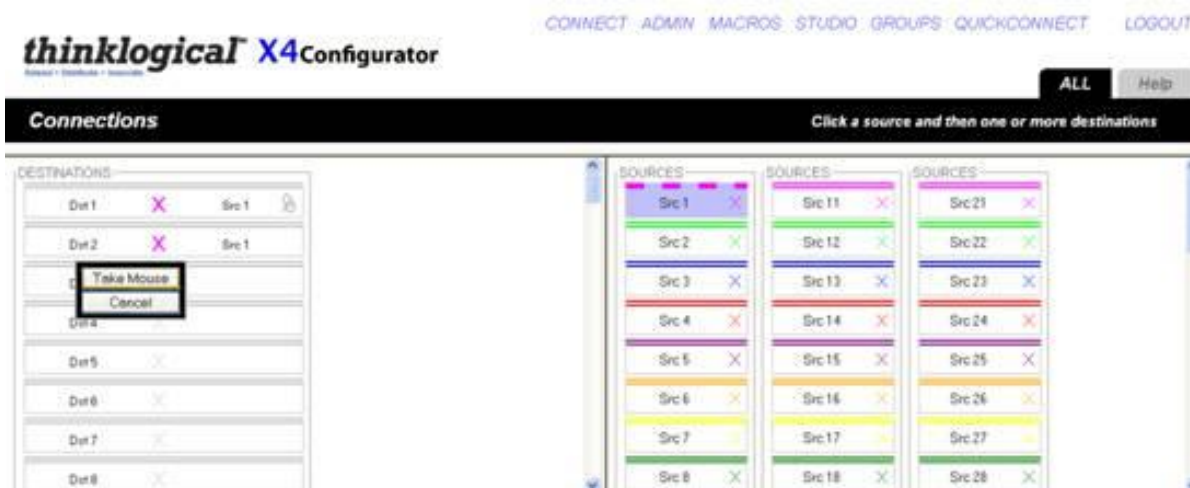 CONNECT ADMIN MACROS STUDIO GROUPS QUICKCONNECT LOGOUT
thinklogical™ X4 Configurator
ALL Help
Connections Click a source and then one or more destinations
DESTINATIONS
Dst 1 X Src 1
Dst 2 X Src 1
Take Mouse
Cancel
Dst 4 X
Dst 5 X
Dst 6 X
Dst 7 X
Dst 8 X
SOURCES SOURCES SOURCES
Src 1 X Src 11 X Src 21 X
Src 2 X Src 12 X Src 22 X
Src 3 X Src 13 X Src 23 X
Src 4 X Src 14 X Src 24 X
Src 5 X Src 15 X Src 25 X
Src 6 X Src 16 X Src 26 X
Src 7 Src 17 Src 27
Src 8 X Src 18 X Src 28 X